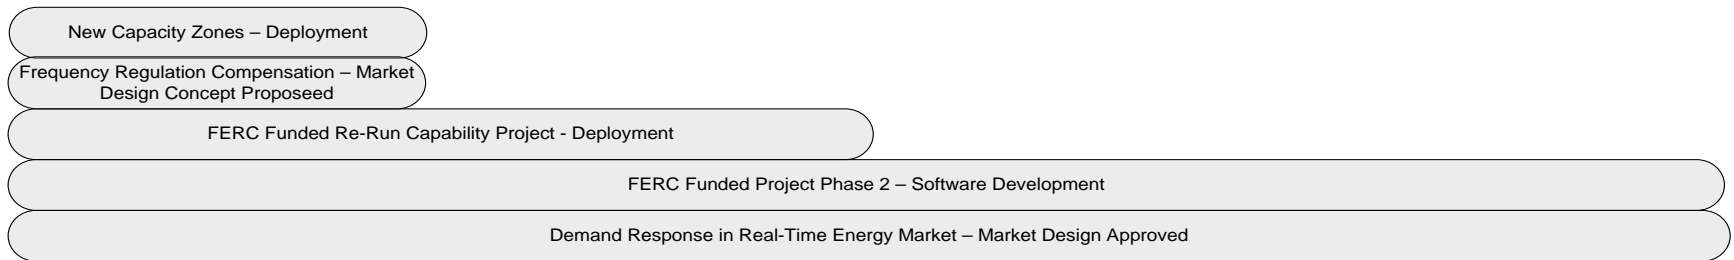 New Capacity Zones – Deployment
Frequency Regulation Compensation – Market
Design Concept Proposeed
FERC Funded Re-Run Capability Project - Deployment
FERC Funded Project Phase 2 – Software Development
Demand Response in Real-Time Energy Market – Market Design Approved